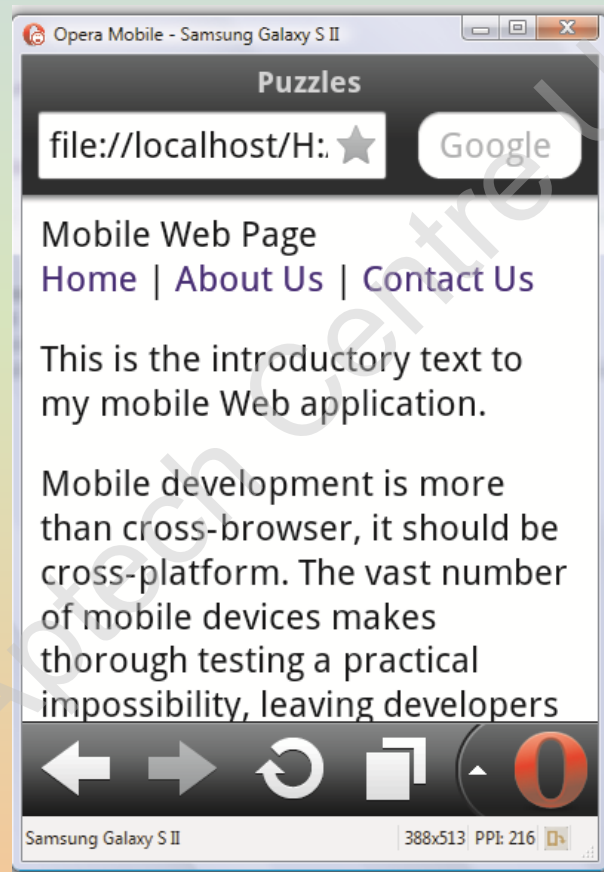 Opera Mobile - Samsung Galaxy S II
Puzzles
file://localhost/H:
Google
Mobile Web Page
Home | About Us | Contact Us
This is the introductory text to
my mobile Web application.
Mobile development is more
than cross-browser, it should be
cross-platform. The vast number
of mobile devices makes
thorough testing a practical
impossibility, leaving developers
Samsung Galaxy S II
388x513 PPI: 216
Aptech Centre U